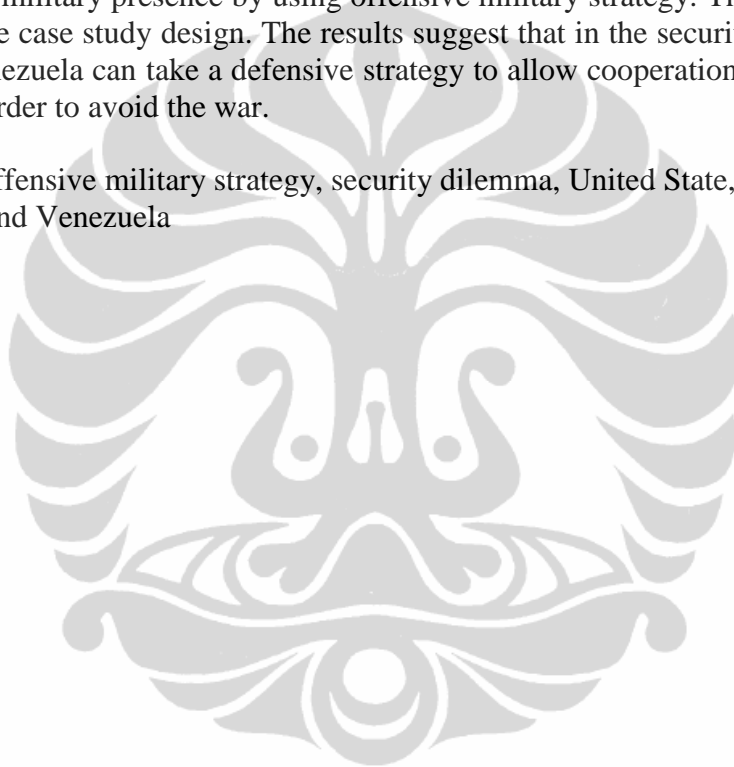 military presence by using offensive military strategy. Th
e case study design. The results suggest that in the securit
nezuela can take a defensive strategy to allow cooperation
rder to avoid the war.
ffensive military strategy, security dilemma, United State,
nd Venezuela